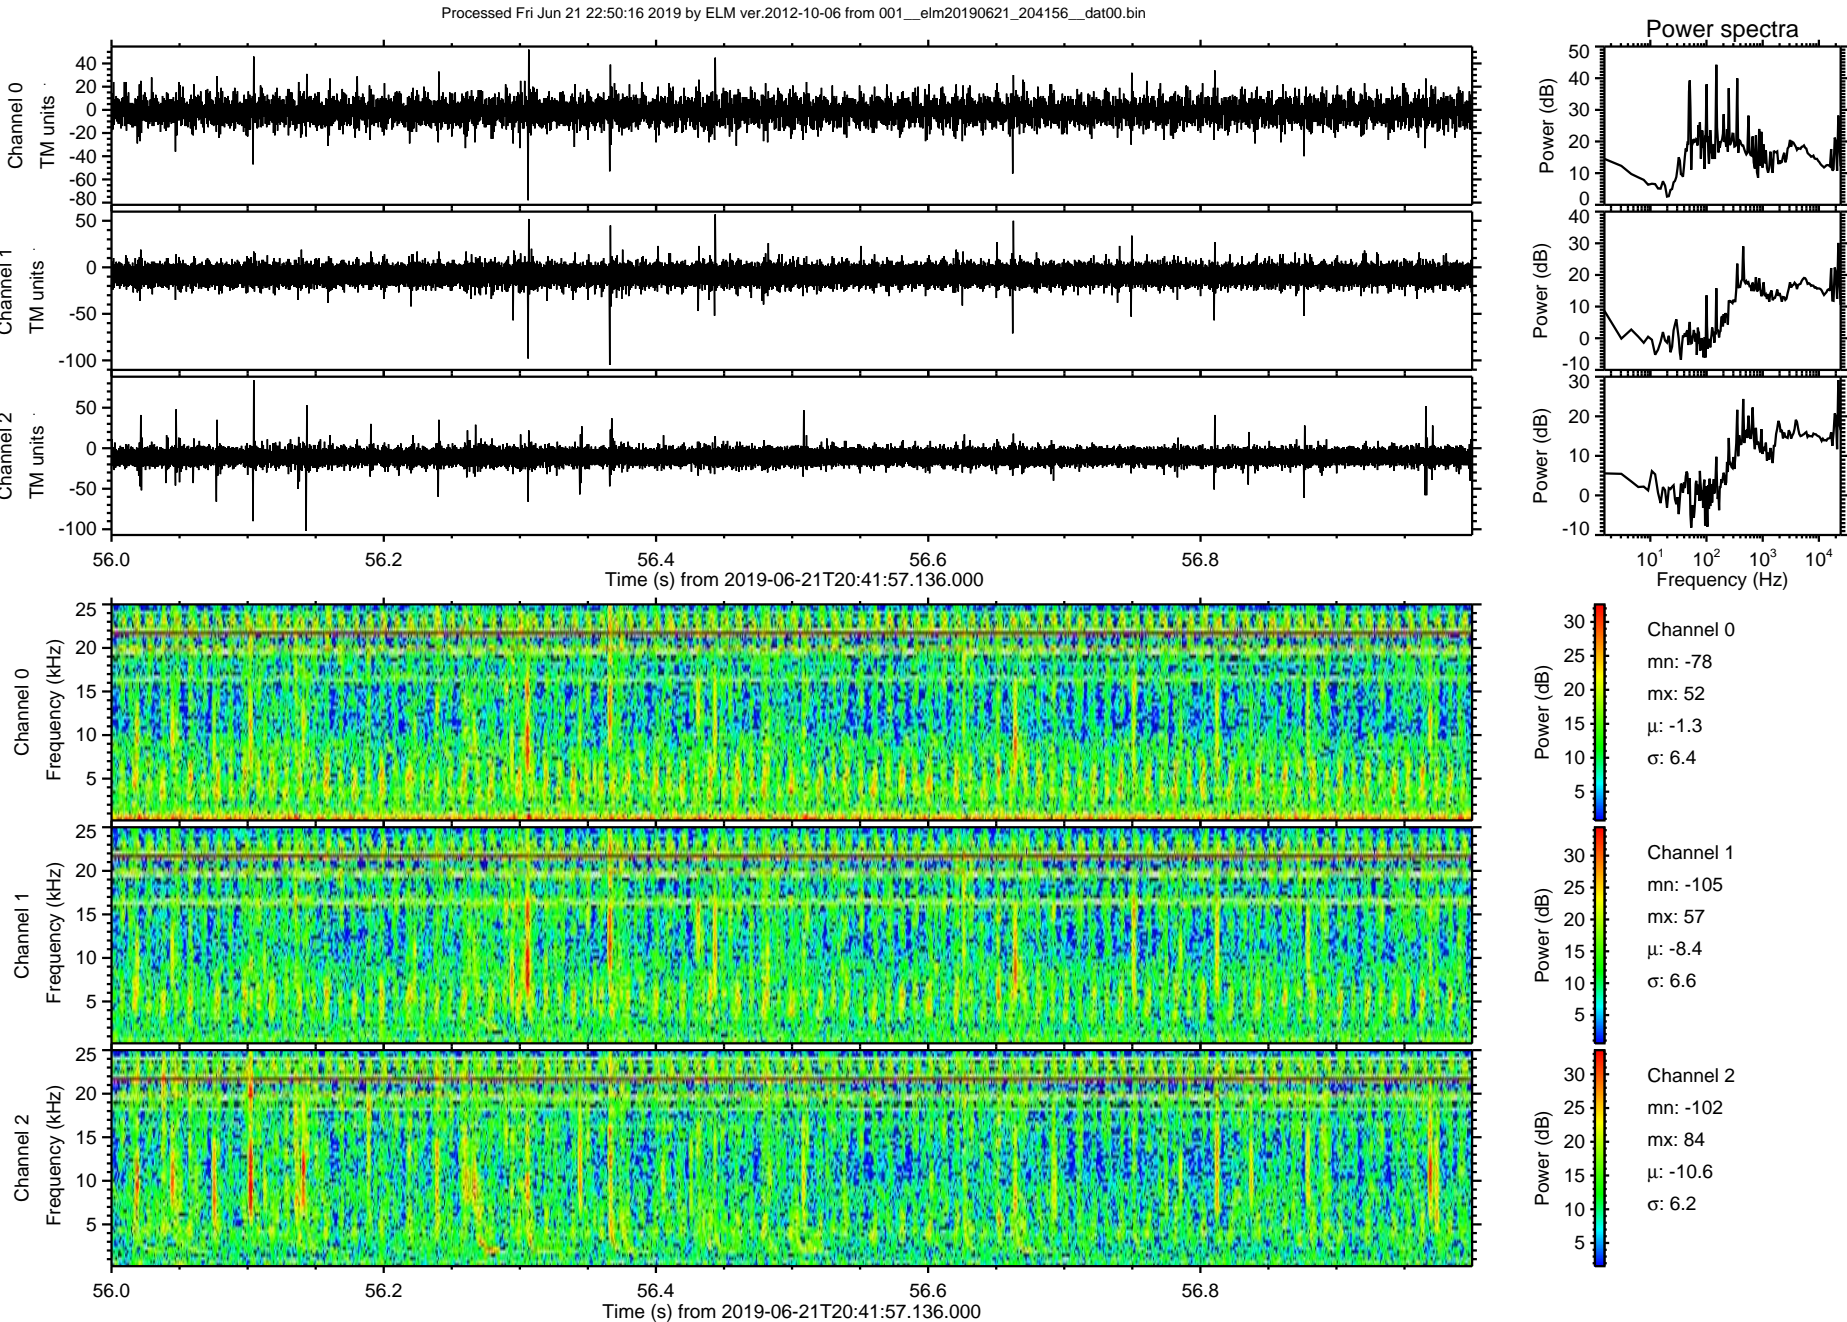 Processed Fri Jun 21 22:50:16 2019 by ELM ver.2012-10-06 from 001__elm20190621_204156__dat00.bin
Power spectra
Channel 0
TM units
40
20
0
-20
-40
-60
-80
Power (dB)
50
40
30
20
10
0
Channel 1
TM units
50
0
-50
-100
Power (dB)
40
30
20
10
0
-10
Channel 2
TM units
50
0
-50
-100
Power (dB)
30
20
10
0
-10
56.0 56.2 56.4 56.6 56.8
Time (s) from 2019-06-21T20:41:57.136.000
10¹ 10² 10³ 10⁴
Frequency (Hz)
Channel 0
Frequency (kHz)
25
20
15
10
5
Power (dB)
30
25
20
15
10
5
Channel 0
mn: -78
mx: 52
μ: -1.3
σ: 6.4
Channel 1
Frequency (kHz)
25
20
15
10
5
Power (dB)
30
25
20
15
10
5
Channel 1
mn: -105
mx: 57
μ: -8.4
σ: 6.6
Channel 2
Frequency (kHz)
25
20
15
10
5
Power (dB)
30
25
20
15
10
5
Channel 2
mn: -102
mx: 84
μ: -10.6
σ: 6.2
56.0 56.2 56.4 56.6 56.8
Time (s) from 2019-06-21T20:41:57.136.000